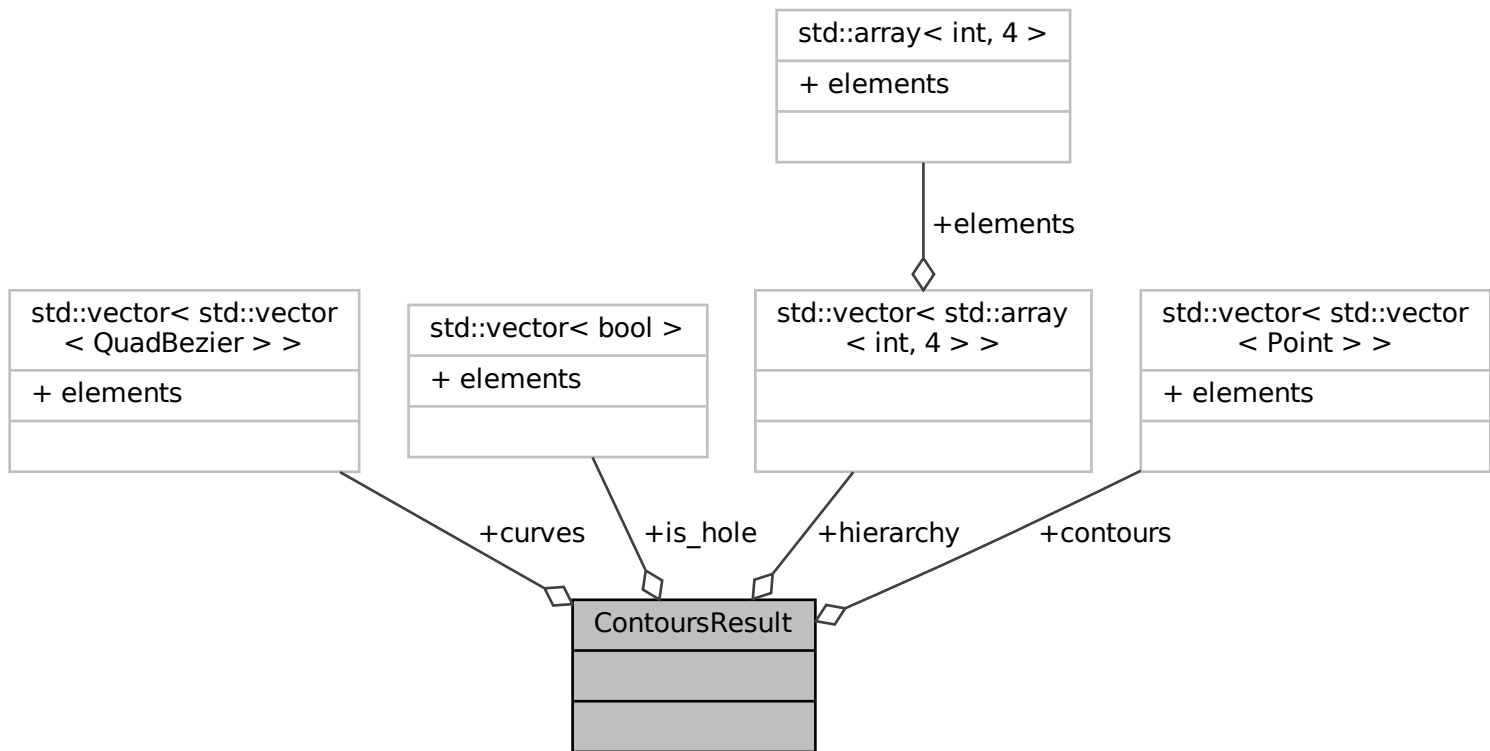 std::array< int, 4 >
+ elements
+elements
std::vector< std::vector
< QuadBezier > >
+ elements
std::vector< bool >
+ elements
std::vector< std::array
< int, 4 > >
std::vector< std::vector
< Point > >
+ elements
+curves
+is_hole
+hierarchy
+contours
ContoursResult